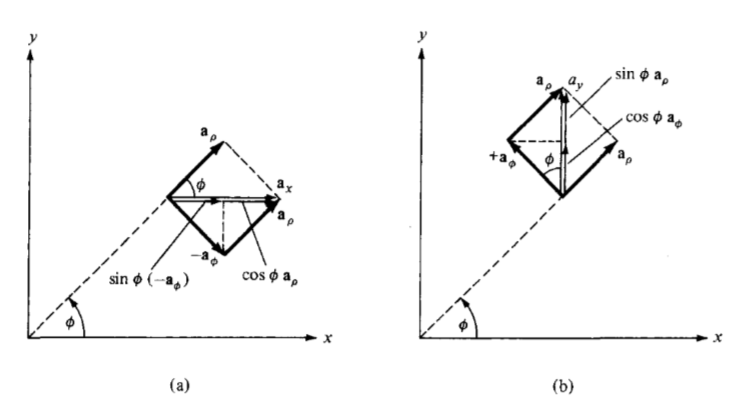 y
a_ρ
ϕ
a_x
a_ρ
−a_ϕ
sin ϕ (−a_ϕ)
cos ϕ a_ρ
ϕ
x
(a)
y
a_ρ
a_y
sin ϕ a_ρ
cos ϕ a_ϕ
+a_ϕ
ϕ
a_ρ
ϕ
x
(b)